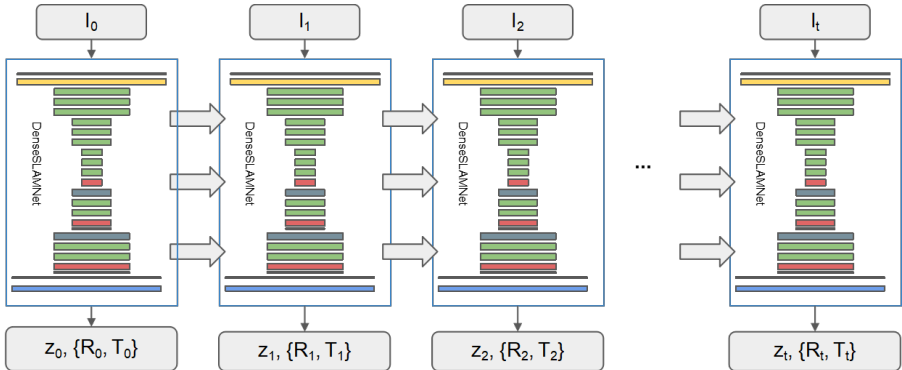 I₀
I₁
I₂
Iₜ
DenseSLAMNet
DenseSLAMNet
DenseSLAMNet
...
DenseSLAMNet
z₀, {R₀, T₀}
z₁, {R₁, T₁}
z₂, {R₂, T₂}
zₜ, {Rₜ, Tₜ}